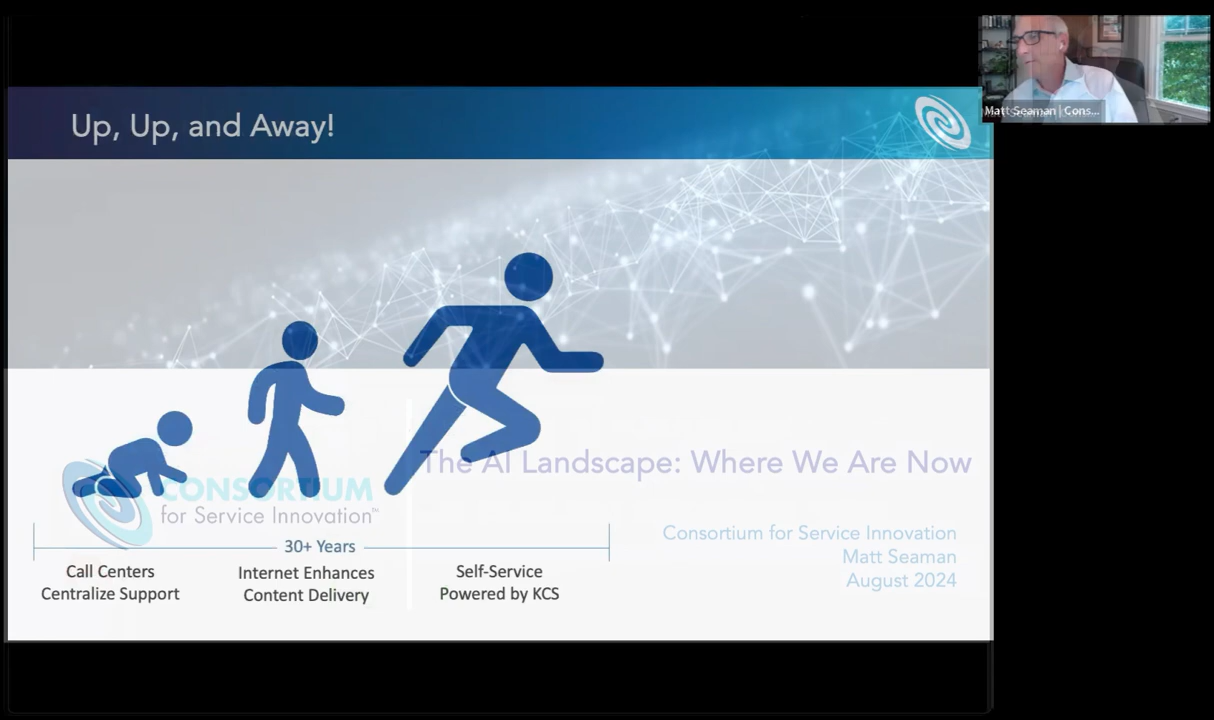 Up, Up, and Away!
Matt Seaman | Cons...
The AI Landscape: Where We Are Now
CONSORTIUM
for Service Innovation™
Consortium for Service Innovation
Matt Seaman
August 2024
30+ Years
Call Centers
Centralize Support
Internet Enhances
Content Delivery
Self-Service
Powered by KCS